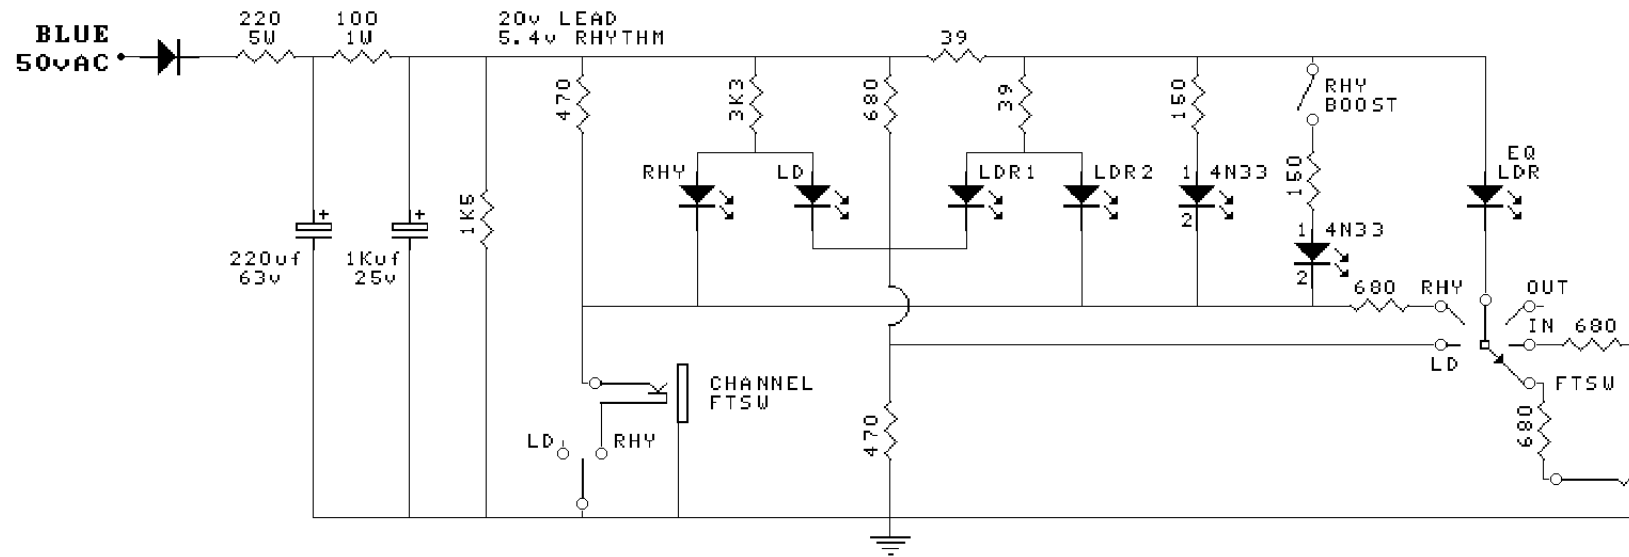 220
5W
100
1W
20v LEAD
5.4v RHYTHM
BLUE
50vAC
39
470
3K3
680
39
150
RHY
BOOST
RHY
LD
LDR1
LDR2
1 4N33
2
150
EQ
LDR
1K5
+
+
220uf
63v
1Kuf
25v
1 4N33
2
680
RHY
OUT
IN 680
LD
FTSW
CHANNEL
FTSW
680
470
LD
RHY